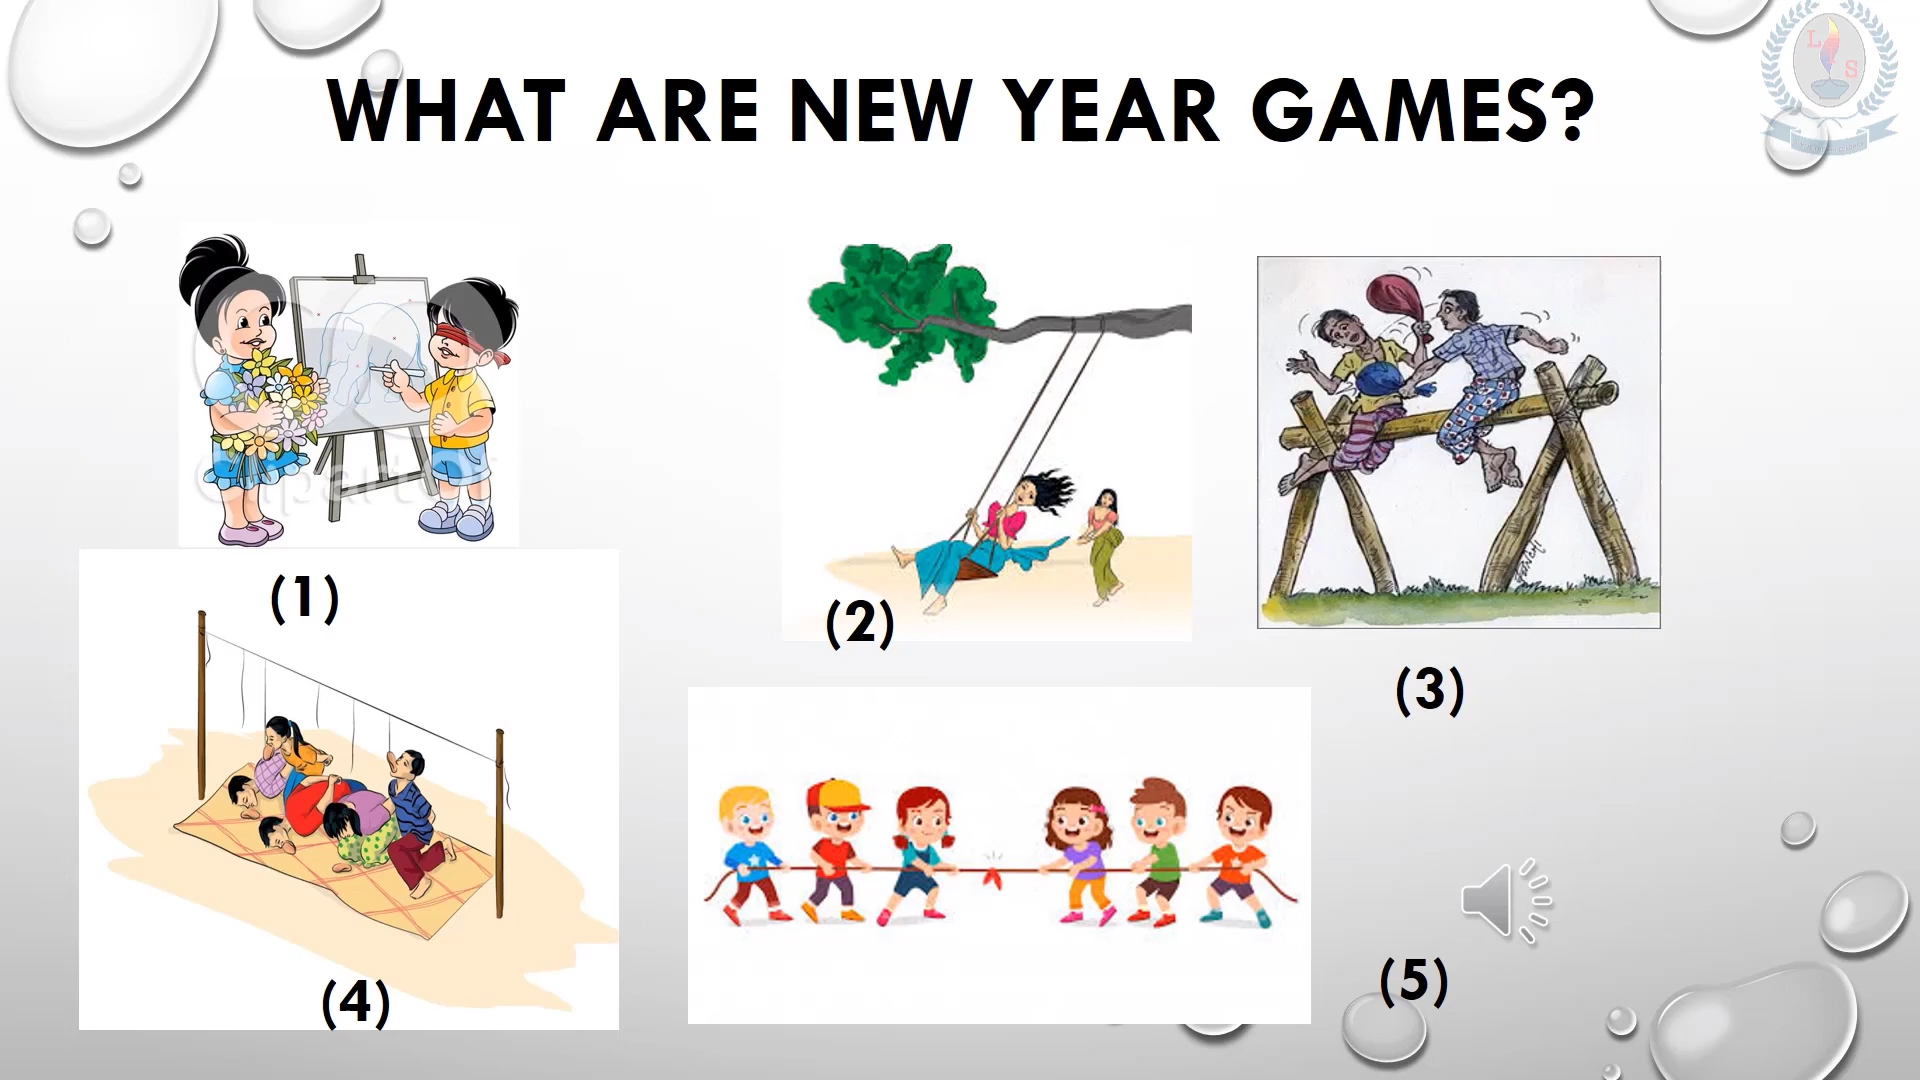 WHAT ARE NEW YEAR GAMES?
L
S
(1)
(2)
(3)
(4)
(5)